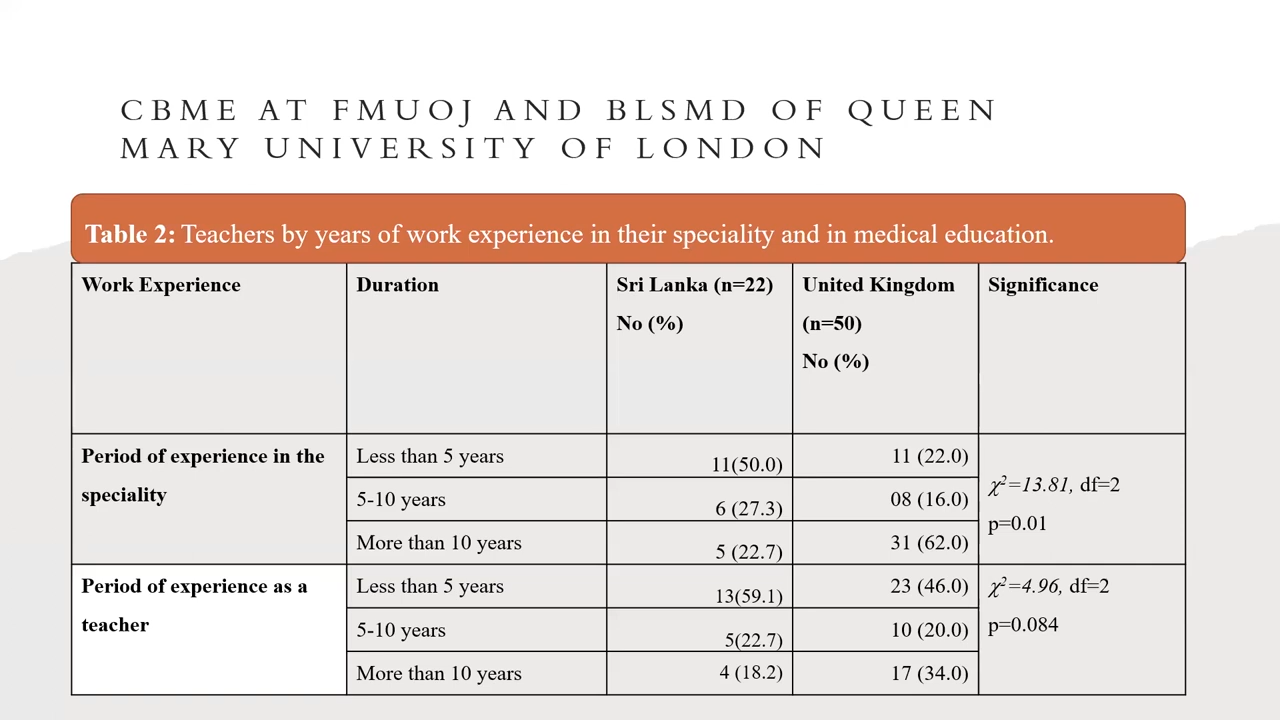 CBME AT FMUOJ AND BLSMD OF QUEEN
MARY UNIVERSITY OF LONDON
Table 2: Teachers by years of work experience in their speciality and in medical education.
Work Experience
Duration
Sri Lanka (n=22)
No (%)
United Kingdom
(n=50)
No (%)
Significance
Period of experience in the
speciality
Less than 5 years
11(50.0)
11 (22.0)
5-10 years
6 (27.3)
08 (16.0)
More than 10 years
5 (22.7)
31 (62.0)
χ²=13.81, df=2
p=0.01
Period of experience as a
teacher
Less than 5 years
13(59.1)
23 (46.0)
5-10 years
5(22.7)
10 (20.0)
More than 10 years
4 (18.2)
17 (34.0)
χ²=4.96, df=2
p=0.084